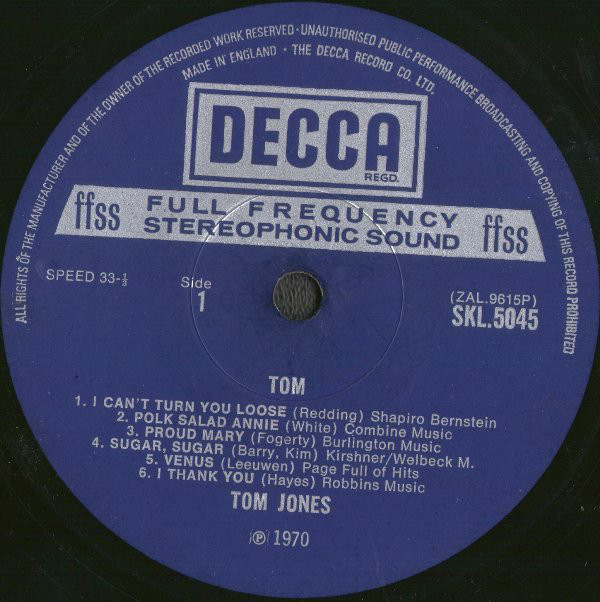 ALL RIGHTS OF THE MANUFACTURER AND OF THE OWNER OF THE RECORDED WORK RESERVED · UNAUTHORISED PUBLIC PERFORMANCE BROADCASTING AND COPYING OF THIS RECORD PROHIBITED
MADE IN ENGLAND · THE DECCA RECORD CO. LTD.
DECCA
REGD.
ffss FULL FREQUENCY ffss
STEREOPHONIC SOUND
SPEED 33-⅓
Side
1
(ZAL.9615P)
SKL.5045
TOM
1. I CAN'T TURN YOU LOOSE (Redding) Shapiro Bernstein
2. POLK SALAD ANNIE (White) Combine Music
3. PROUD MARY (Fogerty) Burlington Music
4. SUGAR, SUGAR (Barry, Kim) Kirshner/Welbeck M.
5. VENUS (Leeuwen) Page Full of Hits
6. I THANK YOU (Hayes) Robbins Music
TOM JONES
℗ 1970